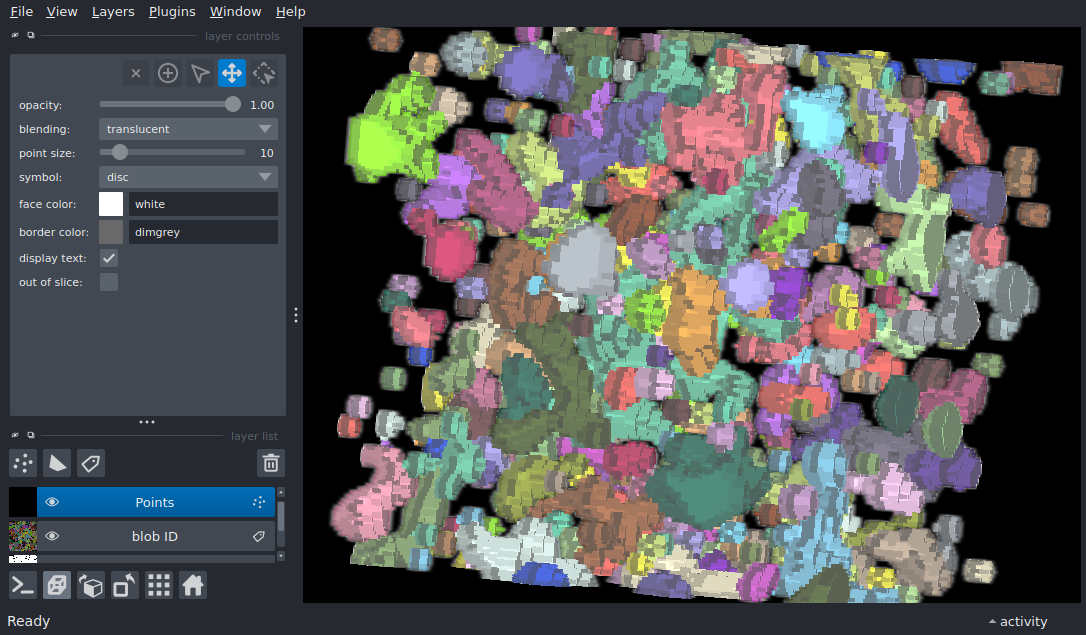 File View Layers Plugins Window Help
layer controls
opacity: 1.00
blending: translucent
point size: 10
symbol: disc
face color: white
border color: dimgrey
display text:
out of slice:
layer list
Points
blob ID
Ready
activity